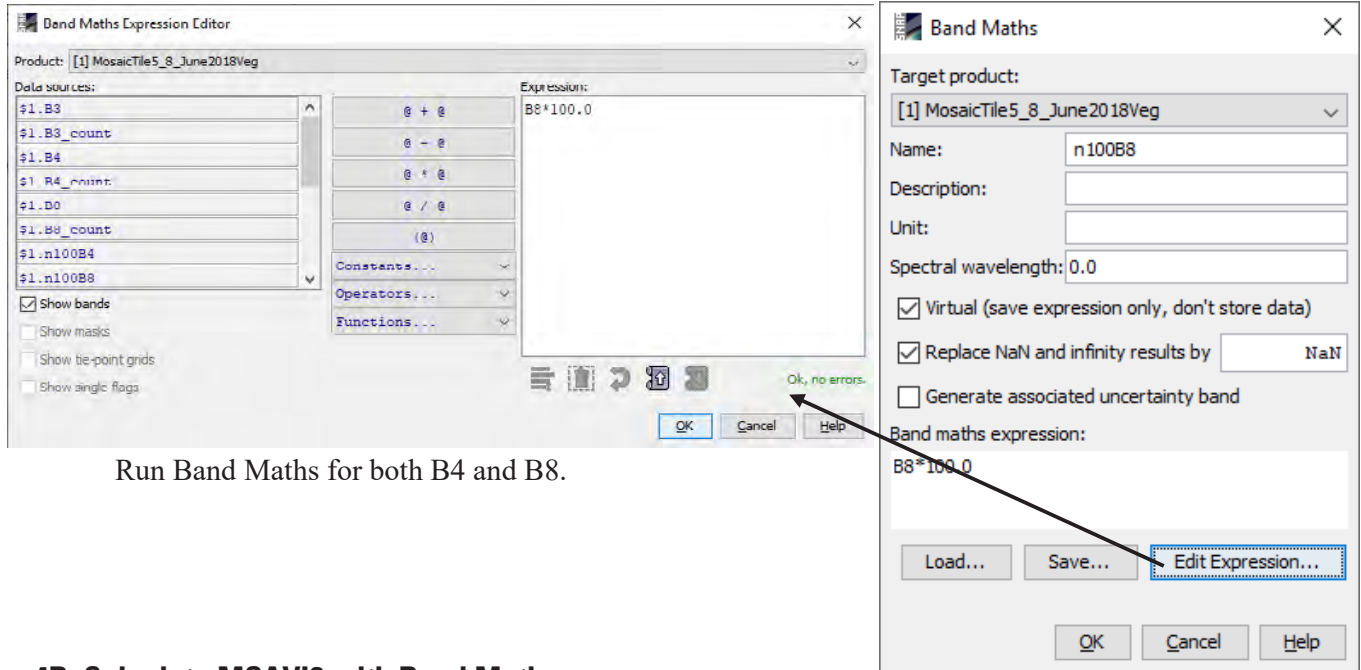 Band Maths Expression Editor
Product: [1] MosaicTile5_8_June2018Veg
Data sources:
Expression:
$1.B3
$1.B3_count
$1.B4
$1.B4_count
$1.B8_count
$1.n100B4
$1.n100B8
Show bands
Show masks
Show tie-point grids
Show single flags
@ + @
@ - @
@ * @
@ / @
(@)
Constants...
Operators...
Functions...
B8*100.0
Ok, no errors.
OK Cancel Help
Run Band Maths for both B4 and B8.
SNAP
Band Maths
Target product:
[1] MosaicTile5_8_June2018Veg
Name: n100B8
Description:
Unit:
Spectral wavelength: 0.0
Virtual (save expression only, don't store data)
Replace NaN and infinity results by NaN
Generate associated uncertainty band
Band maths expression:
B8*100.0
Load... Save... Edit Expression...
OK Cancel Help